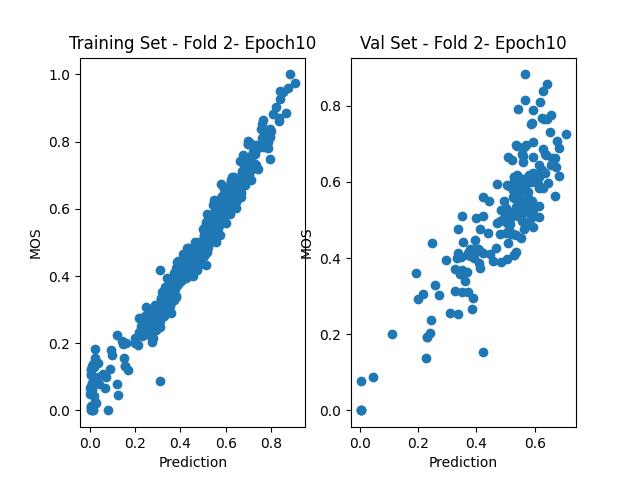 Training Set - Fold 2- Epoch10
MOS
1.0
0.8
0.6
0.4
0.2
0.0
0.0 0.2 0.4 0.6 0.8
Prediction
Val Set - Fold 2- Epoch10
MOS
0.8
0.6
0.4
0.2
0.0
0.0 0.2 0.4 0.6
Prediction